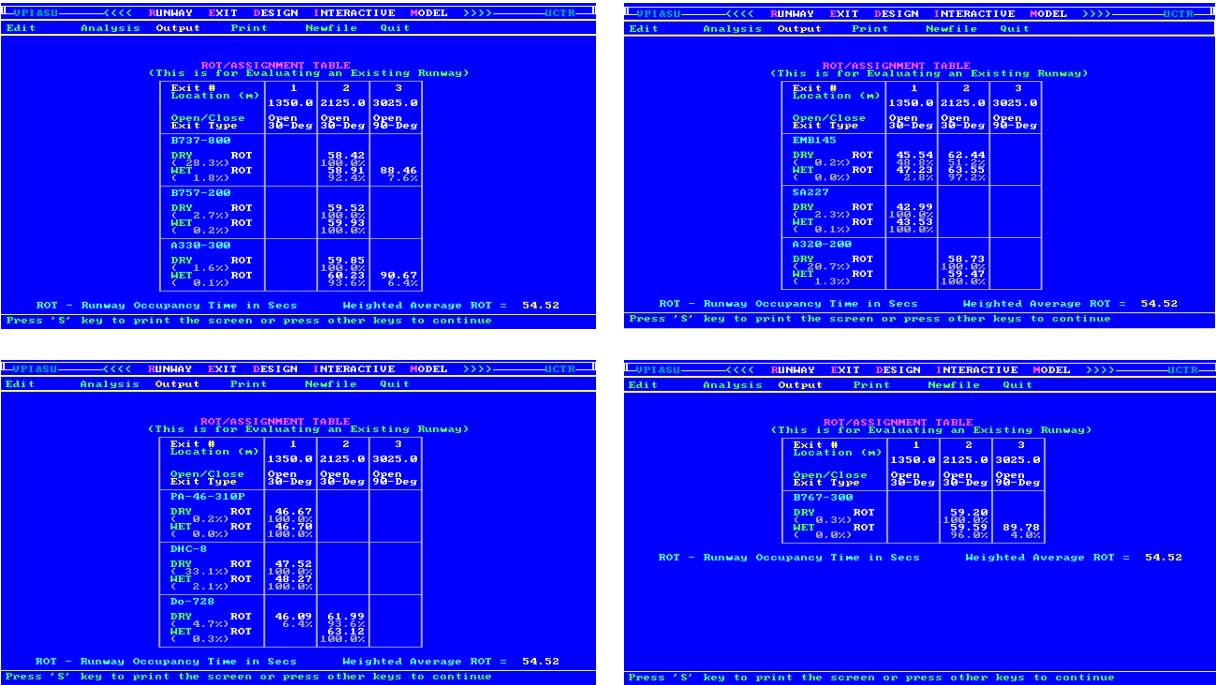 VPI&SU <<<< RUNWAY EXIT DESIGN INTERACTIVE MODEL >>>> UCTR
Edit Analysis Output Print Newfile Quit
ROT/ASSIGNMENT TABLE
(This is for Evaluating an Existing Runway)
Exit # 1 2 3
Location (m) 1350.0 2125.0 3025.0
Open/Close Open Open Open
Exit Type 30-Deg 30-Deg 90-Deg
B737-800
DRY ROT 58.42
( 28.3%) 100.0%
WET ROT 58.91 88.46
( 1.8%) 92.4% 7.6%
B757-200
DRY ROT 59.52
( 2.7%) 100.0%
WET ROT 59.93
( 0.2%) 100.0%
A330-300
DRY ROT 59.85
( 1.6%) 100.0%
WET ROT 60.23 90.67
( 0.1%) 93.6% 6.4%
ROT - Runway Occupancy Time in Secs Weighted Average ROT = 54.52
Press 'S' key to print the screen or press other keys to continue
VPI&SU <<<< RUNWAY EXIT DESIGN INTERACTIVE MODEL >>>> UCTR
Edit Analysis Output Print Newfile Quit
ROT/ASSIGNMENT TABLE
(This is for Evaluating an Existing Runway)
Exit # 1 2 3
Location (m) 1350.0 2125.0 3025.0
Open/Close Open Open Open
Exit Type 30-Deg 30-Deg 90-Deg
EMB145
DRY ROT 45.54 62.44
( 0.2%) 48.8% 51.2%
WET ROT 47.23 63.55
( 0.0%) 2.8% 97.2%
SA227
DRY ROT 42.99
( 2.3%) 100.0%
WET ROT 43.53
( 0.1%) 100.0%
A320-200
DRY ROT 58.73
( 20.7%) 100.0%
WET ROT 59.47
( 1.3%) 100.0%
ROT - Runway Occupancy Time in Secs Weighted Average ROT = 54.52
Press 'S' key to print the screen or press other keys to continue
VPI&SU <<<< RUNWAY EXIT DESIGN INTERACTIVE MODEL >>>> UCTR
Edit Analysis Output Print Newfile Quit
ROT/ASSIGNMENT TABLE
(This is for Evaluating an Existing Runway)
Exit # 1 2 3
Location (m) 1350.0 2125.0 3025.0
Open/Close Open Open Open
Exit Type 30-Deg 30-Deg 90-Deg
PA-46-310P
DRY ROT 46.67
( 0.2%) 100.0%
WET ROT 46.70
( 0.0%) 100.0%
DHC-8
DRY ROT 47.52
( 33.1%) 100.0%
WET ROT 48.27
( 2.1%) 100.0%
Do-728
DRY ROT 46.09 61.99
( 4.7%) 6.4% 93.6%
WET ROT 63.12
( 0.3%) 100.0%
ROT - Runway Occupancy Time in Secs Weighted Average ROT = 54.52
Press 'S' key to print the screen or press other keys to continue
VPI&SU <<<< RUNWAY EXIT DESIGN INTERACTIVE MODEL >>>> UCTR
Edit Analysis Output Print Newfile Quit
ROT/ASSIGNMENT TABLE
(This is for Evaluating an Existing Runway)
Exit # 1 2 3
Location (m) 1350.0 2125.0 3025.0
Open/Close Open Open Open
Exit Type 30-Deg 30-Deg 90-Deg
B767-300
DRY ROT 59.20
( 0.3%) 100.0%
WET ROT 59.59 89.78
( 0.0%) 96.0% 4.0%
ROT - Runway Occupancy Time in Secs Weighted Average ROT = 54.52
Press 'S' key to print the screen or press other keys to continue